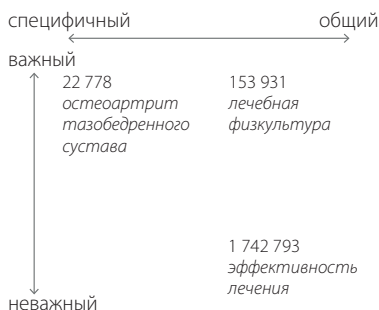 специфичный общий
важный
22 778
остеоартрит
тазобедренного
сустава
153 931
лечебная
физкультура
1 742 793
эффективность
лечения
неважный